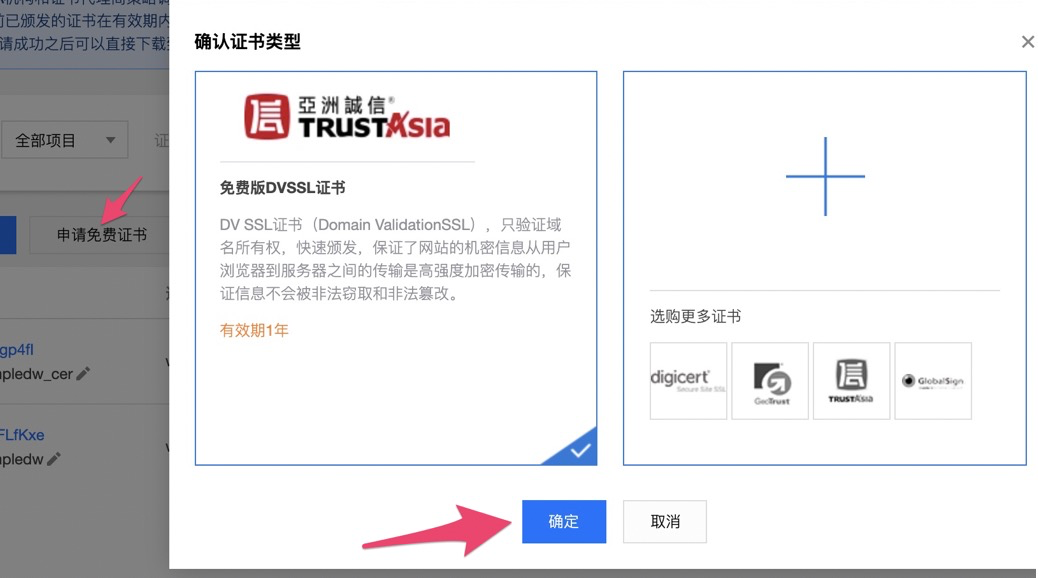 前已颁发的证书在有效期内
请成功之后可以直接下载
确认证书类型
×
全部项目
证
申请免费证书
亞洲誠信®
TRUSTAsia
免费版DVSSL证书
DV SSL证书（Domain ValidationSSL），只验证域
名所有权，快速颁发，保证了网站的机密信息从用户
浏览器到服务器之间的传输是高强度加密传输的，保
证信息不会被非法窃取和非法篡改。
有效期1年
选购更多证书
digicert
Secure Site SSL
GeoTrust
TRUSTAsia
GlobalSign
gp4fl
npledw_cer
FLfKxe
npledw
确定
取消